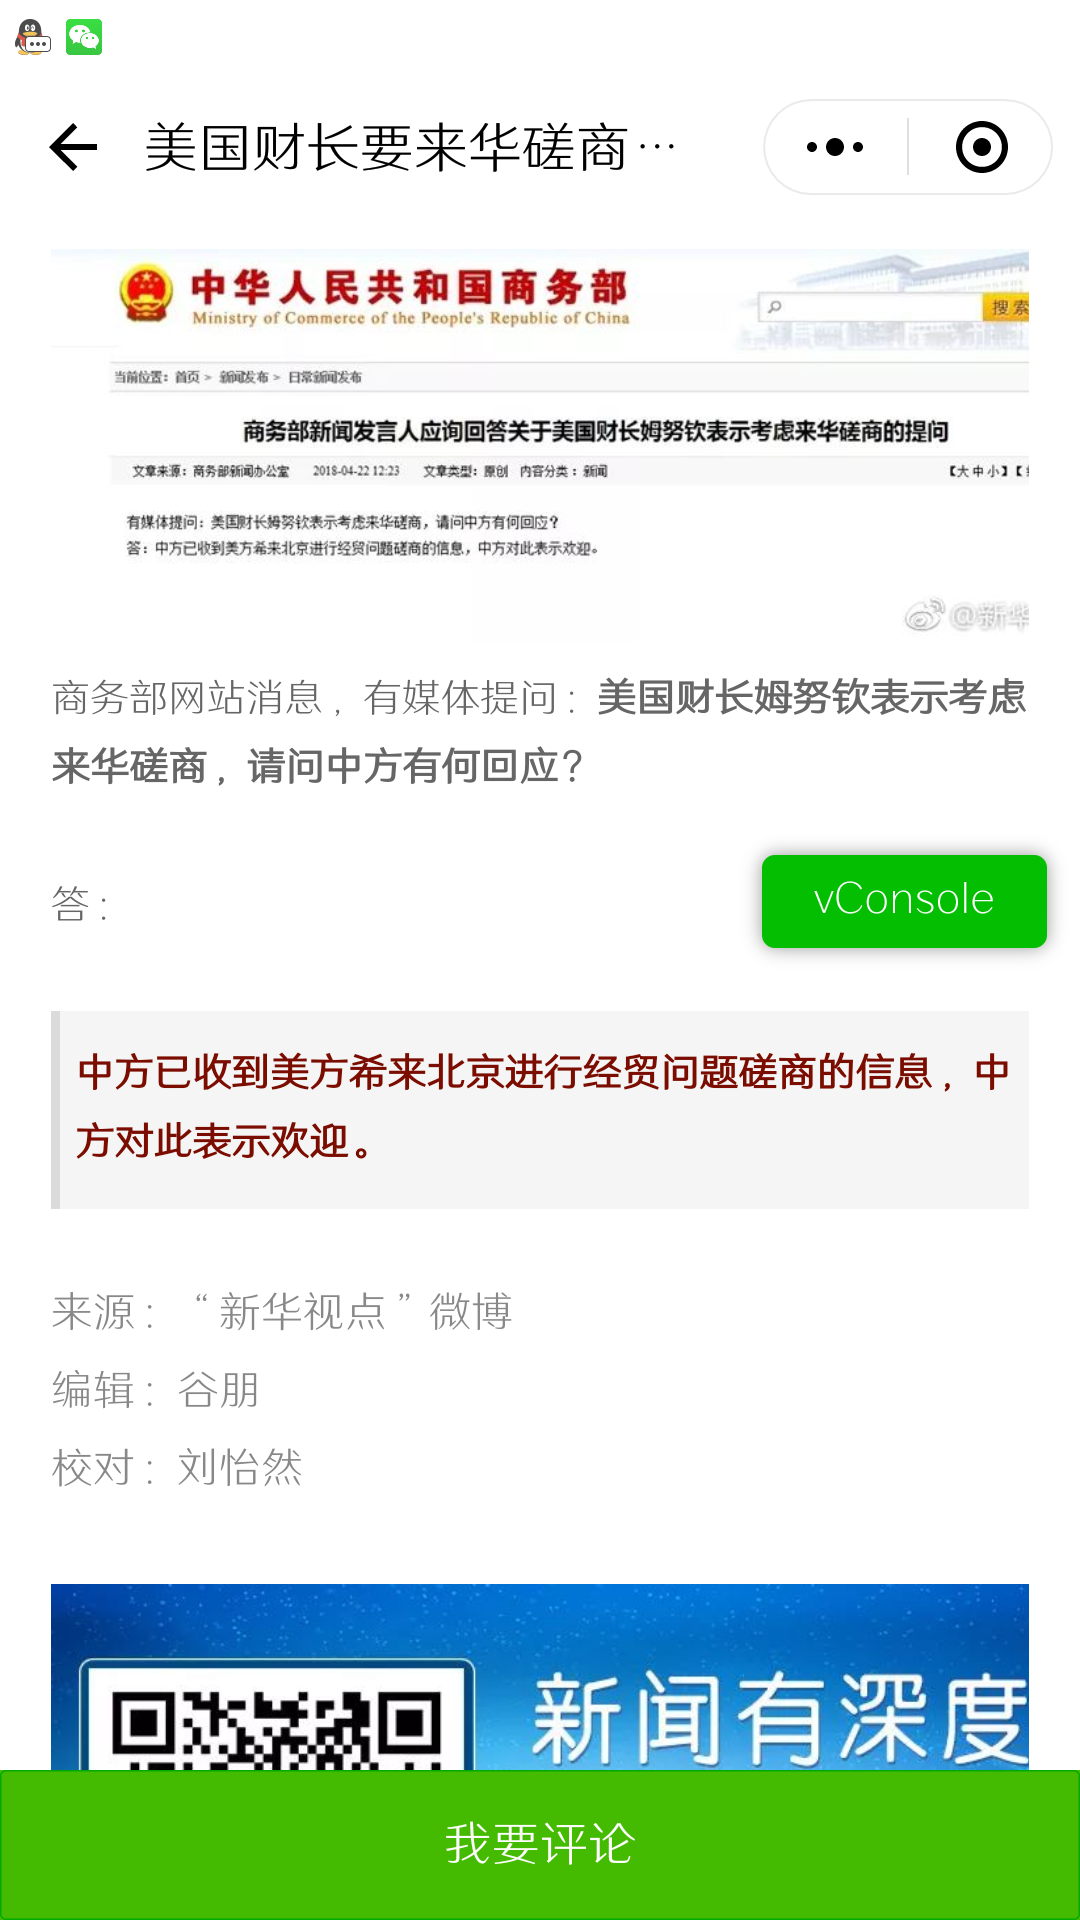 美国财长要来华磋商…
中华人民共和国商务部
Ministry of Commerce of the People's Republic of China
搜索
当前位置：首页 > 新闻发布 > 日常新闻发布
商务部新闻发言人应询回答关于美国财长姆努钦表示考虑来华磋商的提问
文章来源：商务部新闻办公室 2018-04-22 12:23 文章类型：原创 内容分类：新闻
【大 中 小】【
有媒体提问：美国财长姆努钦表示考虑来华磋商，请问中方有何回应？
答：中方已收到美方希来北京进行经贸问题磋商的信息，中方对此表示欢迎。
@新华
商务部网站消息，有媒体提问：美国财长姆努钦表示考虑
来华磋商，请问中方有何回应？
答：
vConsole
中方已收到美方希来北京进行经贸问题磋商的信息，中
方对此表示欢迎。
来源：“新华视点”微博
编辑：谷朋
校对：刘怡然
新闻有深度
我要评论